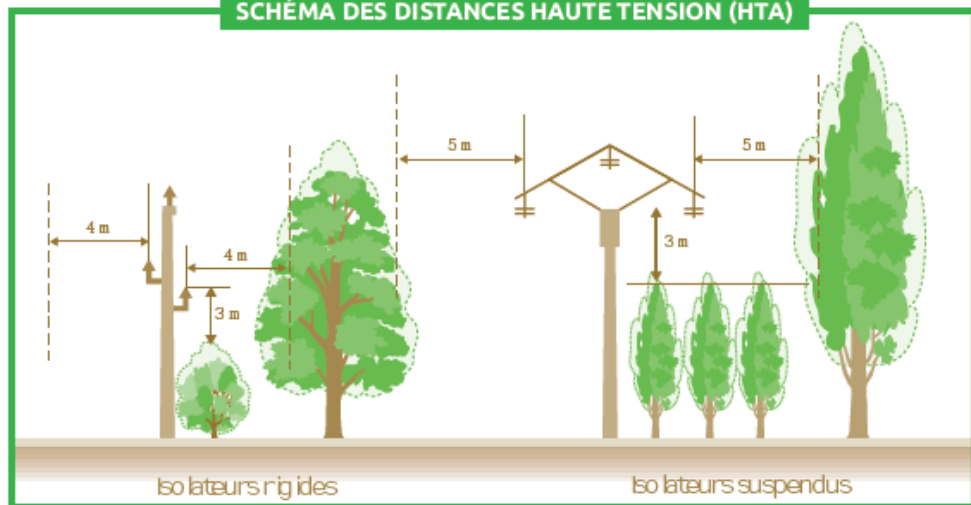 SCHÉMA DES DISTANCES HAUTE TENSION (HTA)
5 m
5 m
4 m
4 m
3 m
3 m
Isolateurs rigides
Isolateurs suspendus